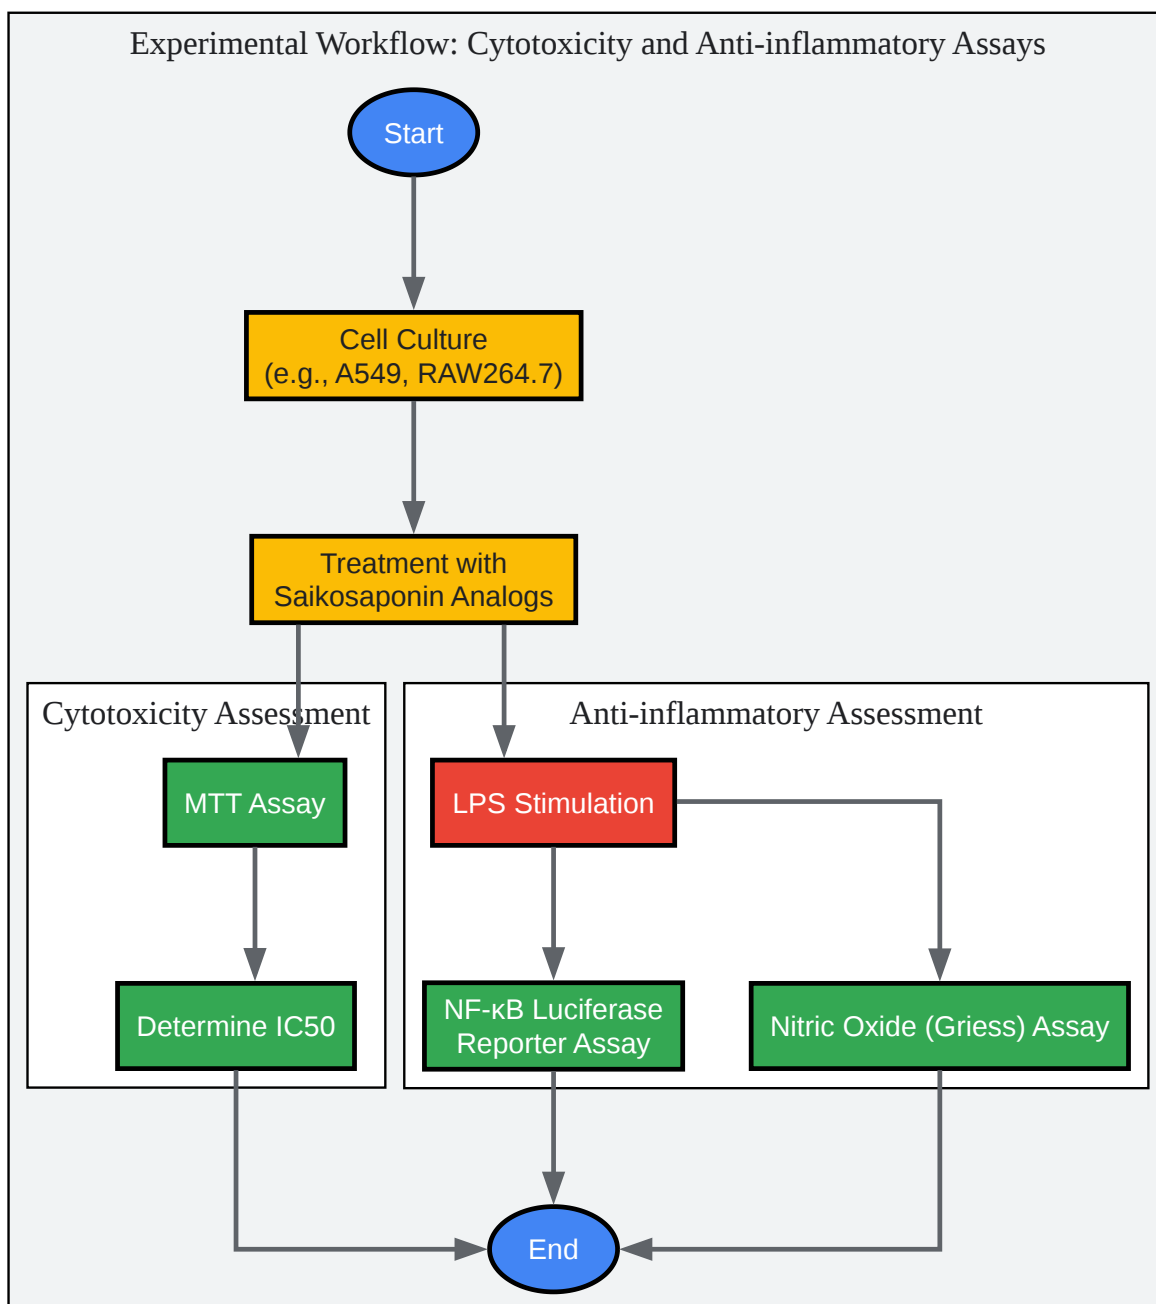 Experimental Workflow: Cytotoxicity and Anti-inflammatory Assays
Start
Cell Culture
(e.g., A549, RAW264.7)
Treatment with
Saikosaponin Analogs
Cytotoxicity Assessment
Anti-inflammatory Assessment
MTT Assay
LPS Stimulation
Determine IC50
NF-κB Luciferase
Reporter Assay
Nitric Oxide (Griess) Assay
End